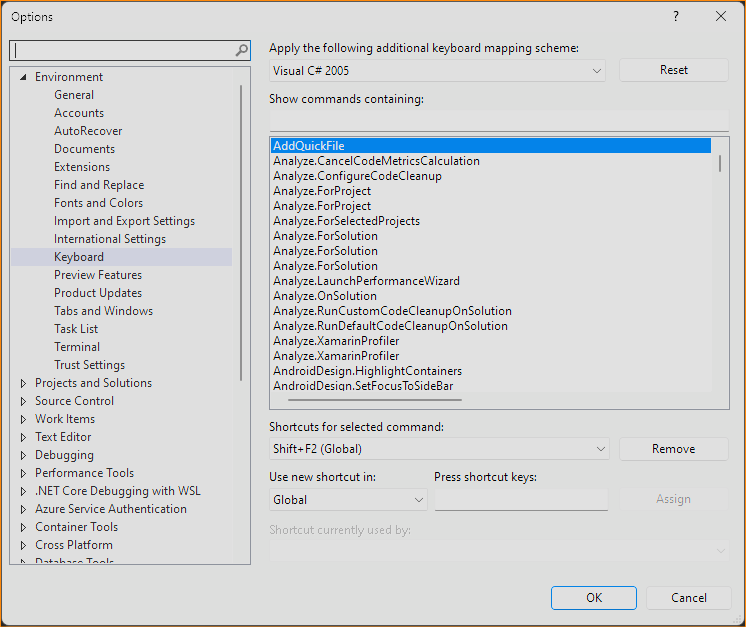 Options
?
Environment
General
Accounts
AutoRecover
Documents
Extensions
Find and Replace
Fonts and Colors
Import and Export Settings
International Settings
Keyboard
Preview Features
Product Updates
Tabs and Windows
Task List
Terminal
Trust Settings
Projects and Solutions
Source Control
Work Items
Text Editor
Debugging
Performance Tools
.NET Core Debugging with WSL
Azure Service Authentication
Container Tools
Cross Platform
Database Tools
Apply the following additional keyboard mapping scheme:
Visual C# 2005
Reset
Show commands containing:
AddQuickFile
Analyze.CancelCodeMetricsCalculation
Analyze.ConfigureCodeCleanup
Analyze.ForProject
Analyze.ForProject
Analyze.ForSelectedProjects
Analyze.ForSolution
Analyze.ForSolution
Analyze.ForSolution
Analyze.LaunchPerformanceWizard
Analyze.OnSolution
Analyze.RunCustomCodeCleanupOnSolution
Analyze.RunDefaultCodeCleanupOnSolution
Analyze.XamarinProfiler
Analyze.XamarinProfiler
AndroidDesign.HighlightContainers
AndroidDesign.SetFocusToSideBar
Shortcuts for selected command:
Shift+F2 (Global)
Remove
Use new shortcut in:
Press shortcut keys:
Global
Assign
Shortcut currently used by:
OK
Cancel